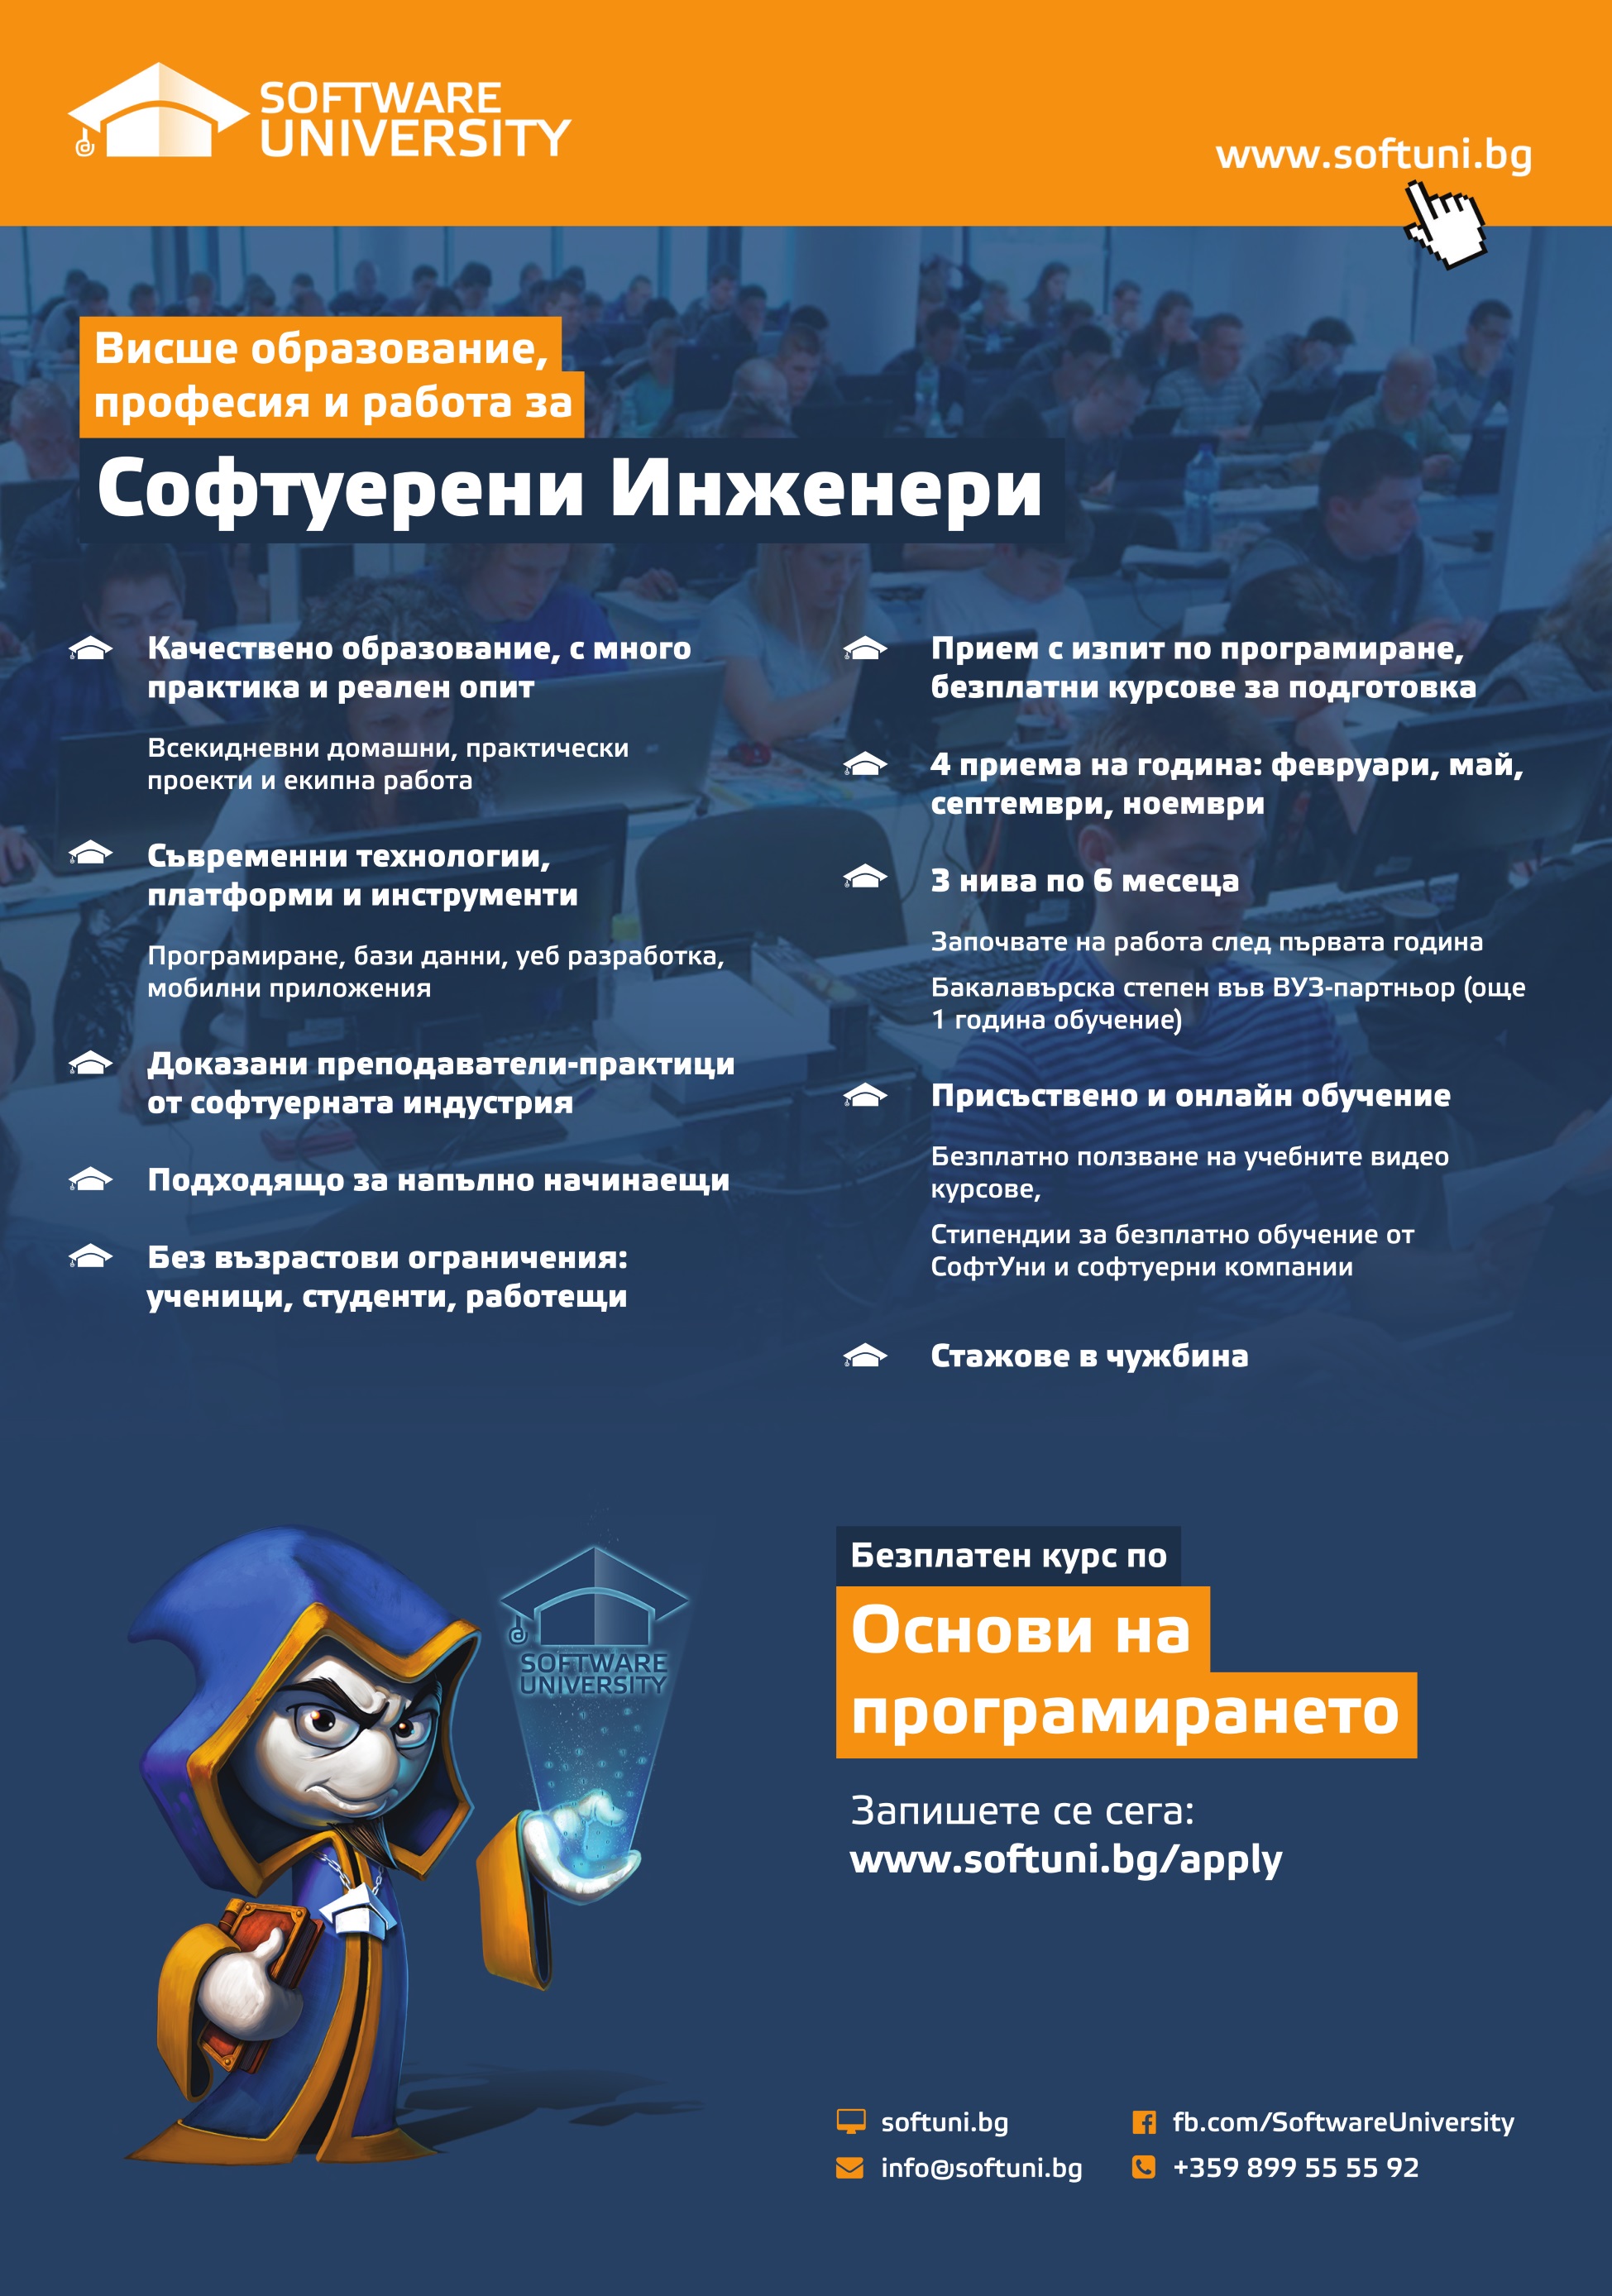 SOFTWARE
UNIVERSITY
www.softuni.bg
Висше образование,
професия и работа за
Софтуерени Инженери
Качествено образование, с много
практика и реален опит
Всекидневни домашни, практически
проекти и екипна работа
Съвременни технологии,
платформи и инструменти
Програмиране, бази данни, уеб разработка,
мобилни приложения
Доказани преподаватели-практици
от софтуерната индустрия
Подходящо за напълно начинаещи
Без възрастови ограничения:
ученици, студенти, работещи
Прием с изпит по програмиране,
безплатни курсове за подготовка
4 приема на година: февруари, май,
септември, ноември
3 нива по 6 месеца
Започвате на работа след първата година
Бакалавърска степен във ВУЗ-партньор (още
1 година обучение)
Присъствено и онлайн обучение
Безплатно ползване на учебните видео
курсове,
Стипендии за безплатно обучение от
СофтУни и софтуерни компании
Стажове в чужбина
SOFTWARE
UNIVERSITY
Безплатен курс по
Основи на
програмирането
Запишете се сега:
www.softuni.bg/apply
softuni.bg
fb.com/SoftwareUniversity
info@softuni.bg
+359 899 55 55 92